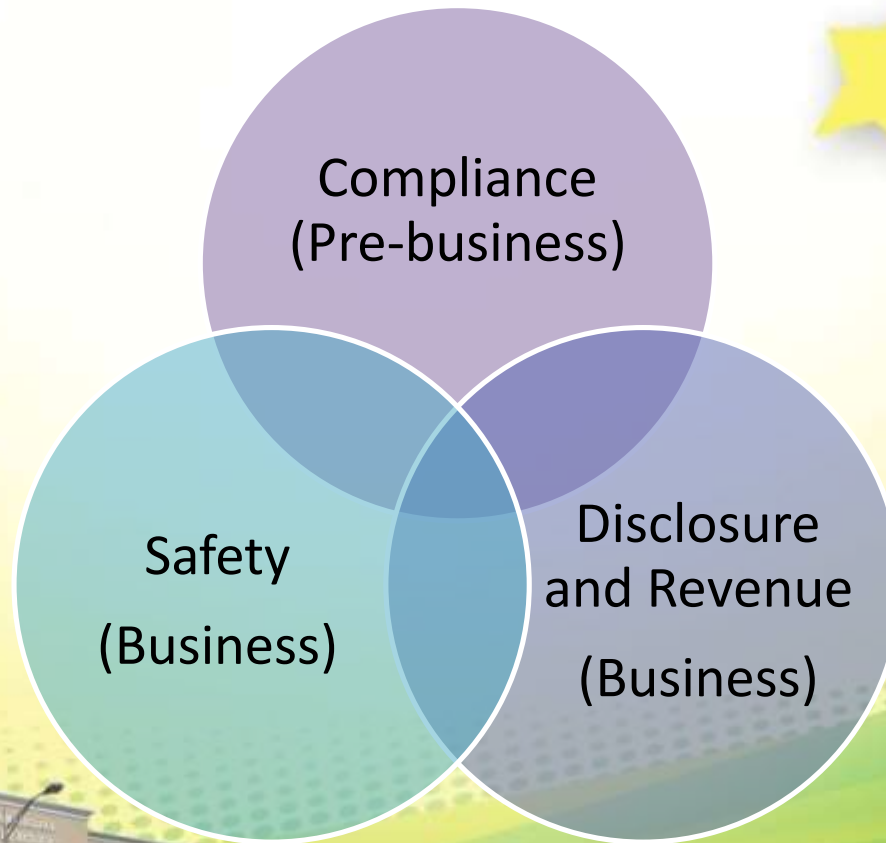 Compliance
(Pre-business)
Safety
(Business)
Disclosure
and Revenue
(Business)